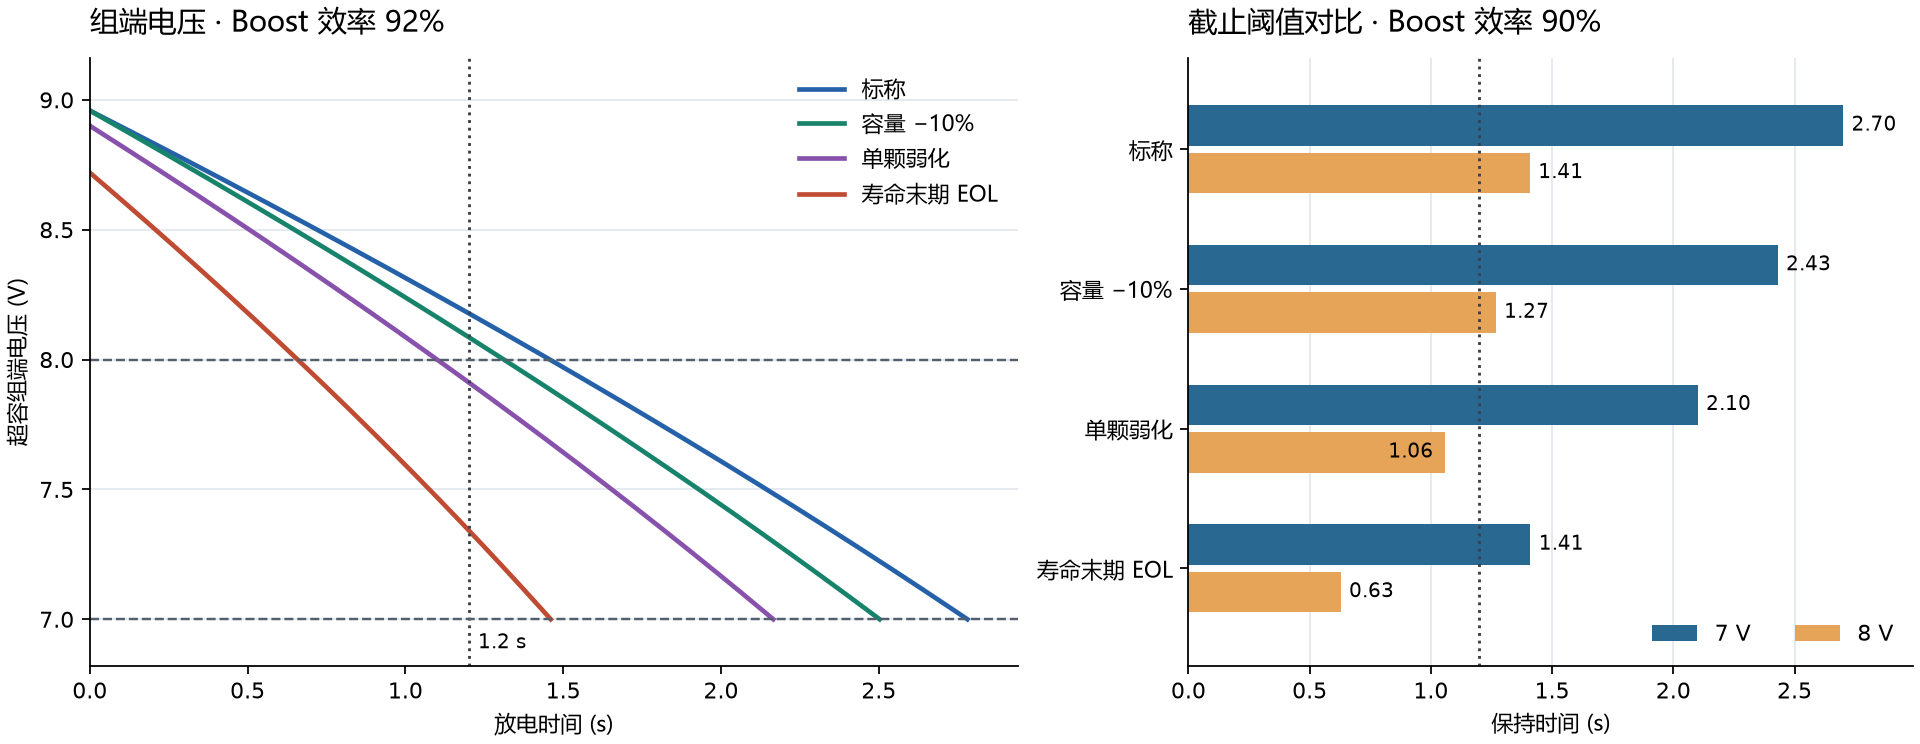 组端电压 · Boost 效率 92%
标称
容量 −10%
单颗弱化
寿命末期 EOL
9.0
8.5
8.0
7.5
7.0
超容组端电压 (V)
1.2 s
0.0
0.5
1.0
1.5
2.0
2.5
放电时间 (s)
截止阈值对比 · Boost 效率 90%
标称
2.70
1.41
容量 −10%
2.43
1.27
单颗弱化
2.10
1.06
寿命末期 EOL
1.41
0.63
7 V
8 V
0.0
0.5
1.0
1.5
2.0
2.5
保持时间 (s)